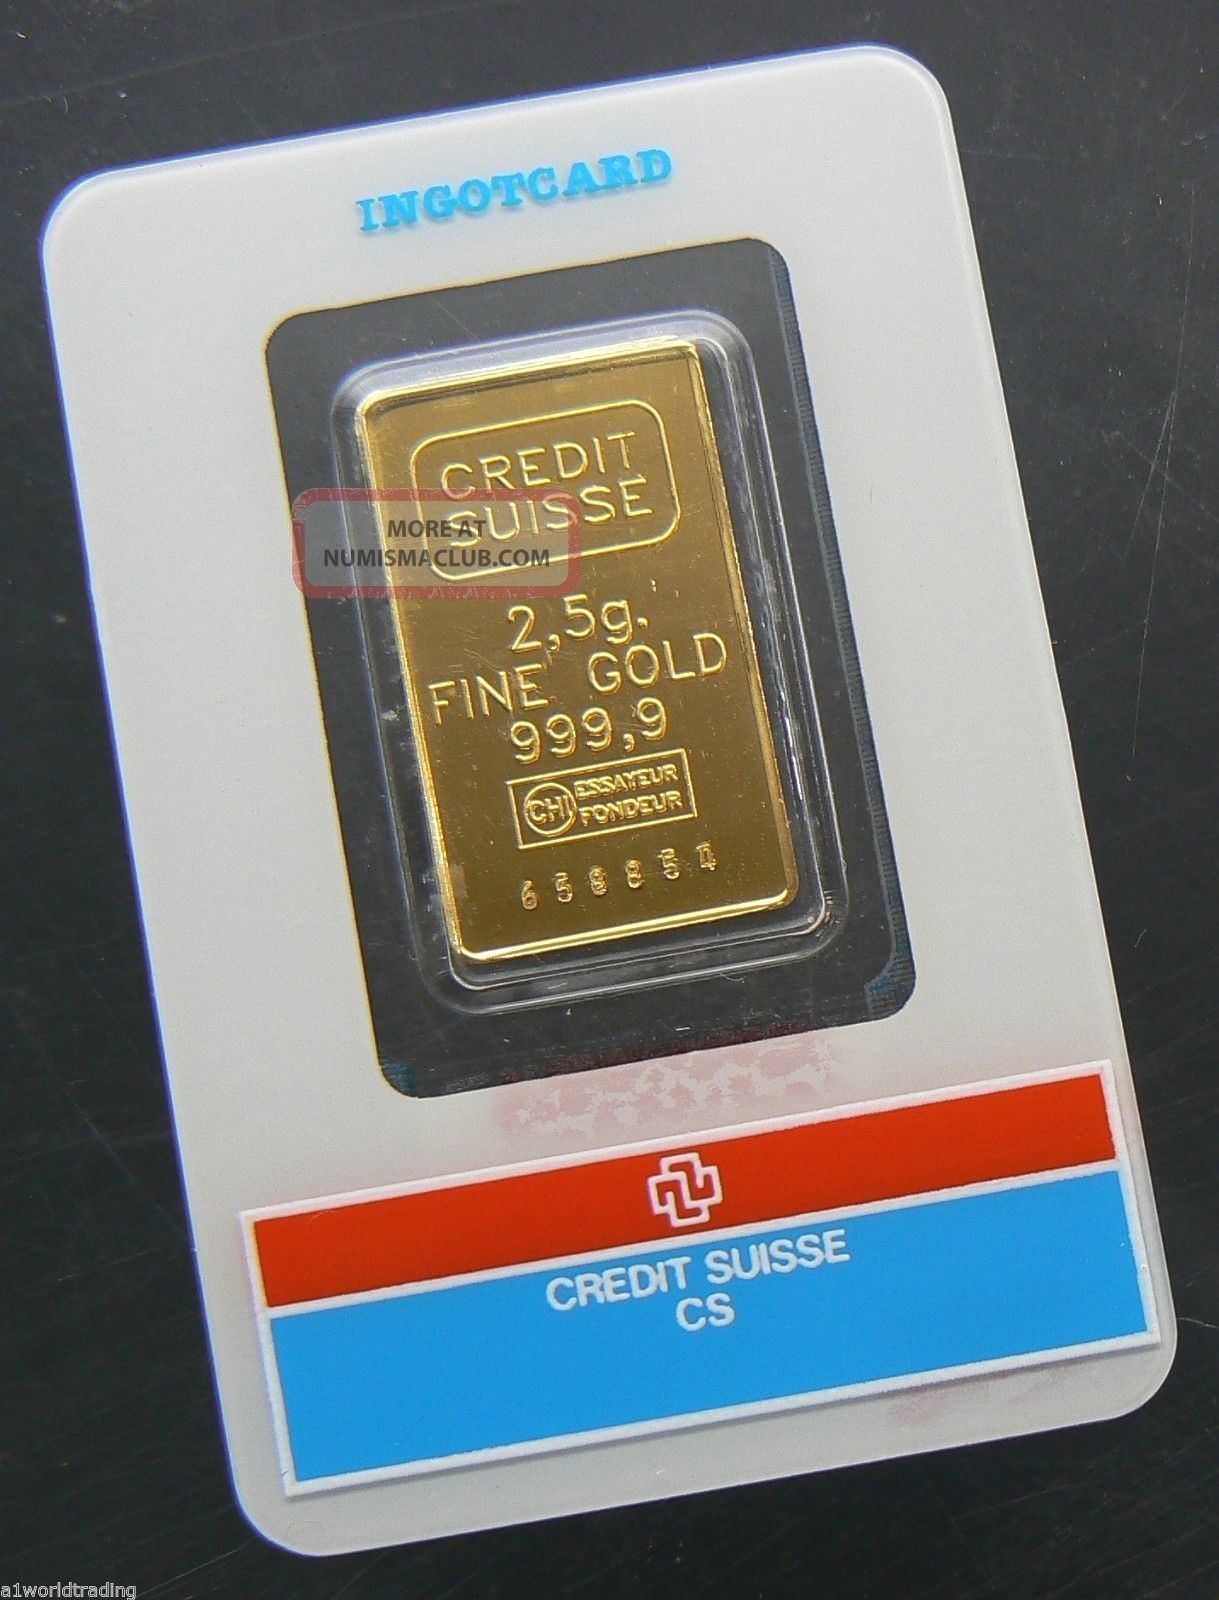 INGOTCARD
CREDIT
SUISSE
MORE AT
NUMISMACLUB.COM
2,5g.
FINE GOLD
999,9
CHI ESSAYEUR
FONDEUR
658854
CREDIT SUISSE
CS
a1worldtrading